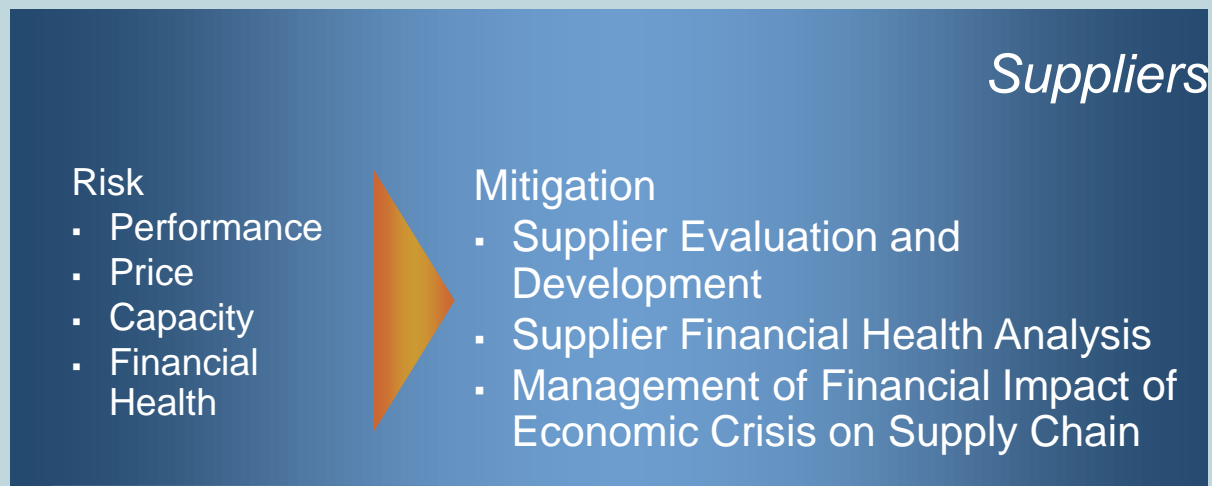 Suppliers
Risk
▪ Performance
▪ Price
▪ Capacity
▪ Financial
Health
Mitigation
▪ Supplier Evaluation and
Development
▪ Supplier Financial Health Analysis
▪ Management of Financial Impact of
Economic Crisis on Supply Chain